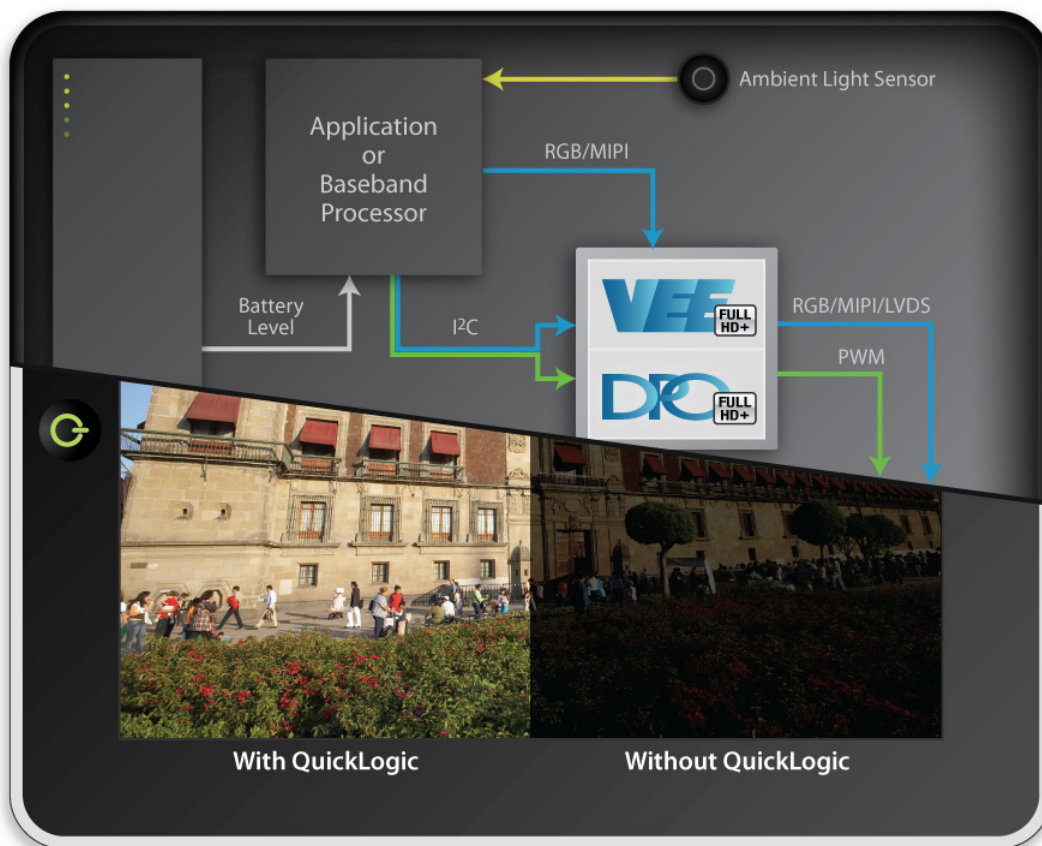 Ambient Light Sensor
Application
or
Baseband
Processor
RGB/MIPI
Battery
Level
I²C
VEE
FULL
HD+
RGB/MIPI/LVDS
PWM
DPO
FULL
HD+
With QuickLogic
Without QuickLogic